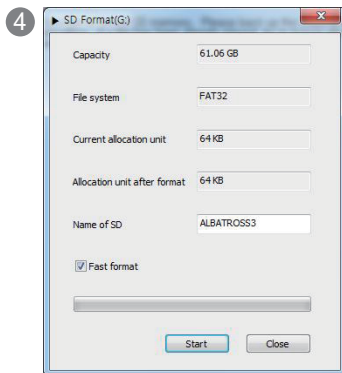 4
SD Format(G:)
Capacity 61.06 GB
File system FAT32
Current allocation unit 64 KB
Allocation unit after format 64 KB
Name of SD ALBATROSS3
Fast format
Start Close